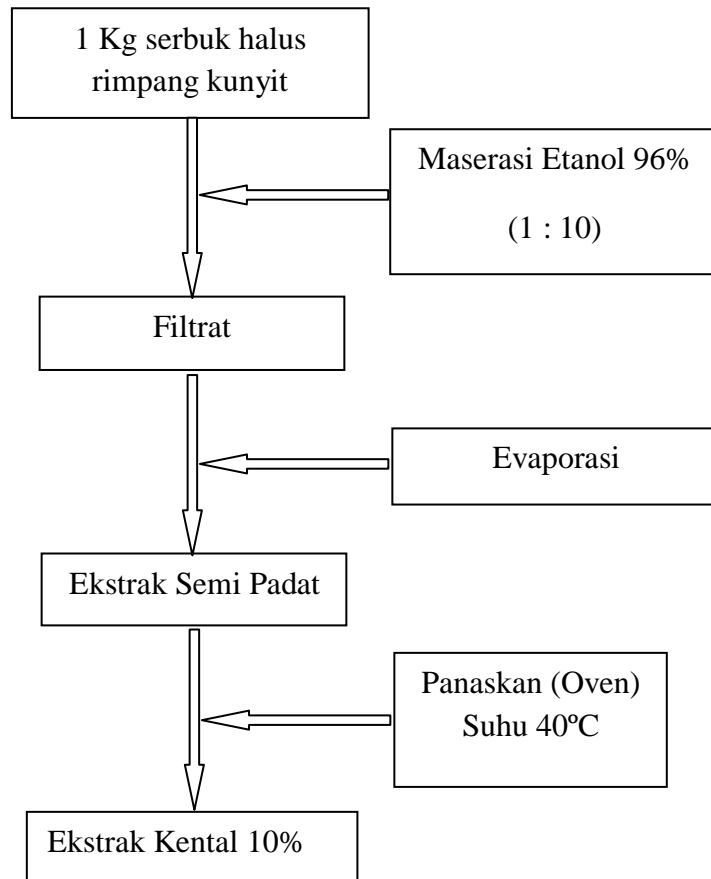 1 Kg serbuk halus
rimpang kunyit
Maserasi Etanol 96%
(1 : 10)
Filtrat
Evaporasi
Ekstrak Semi Padat
Panaskan (Oven)
Suhu 40ºC
Ekstrak Kental 10%